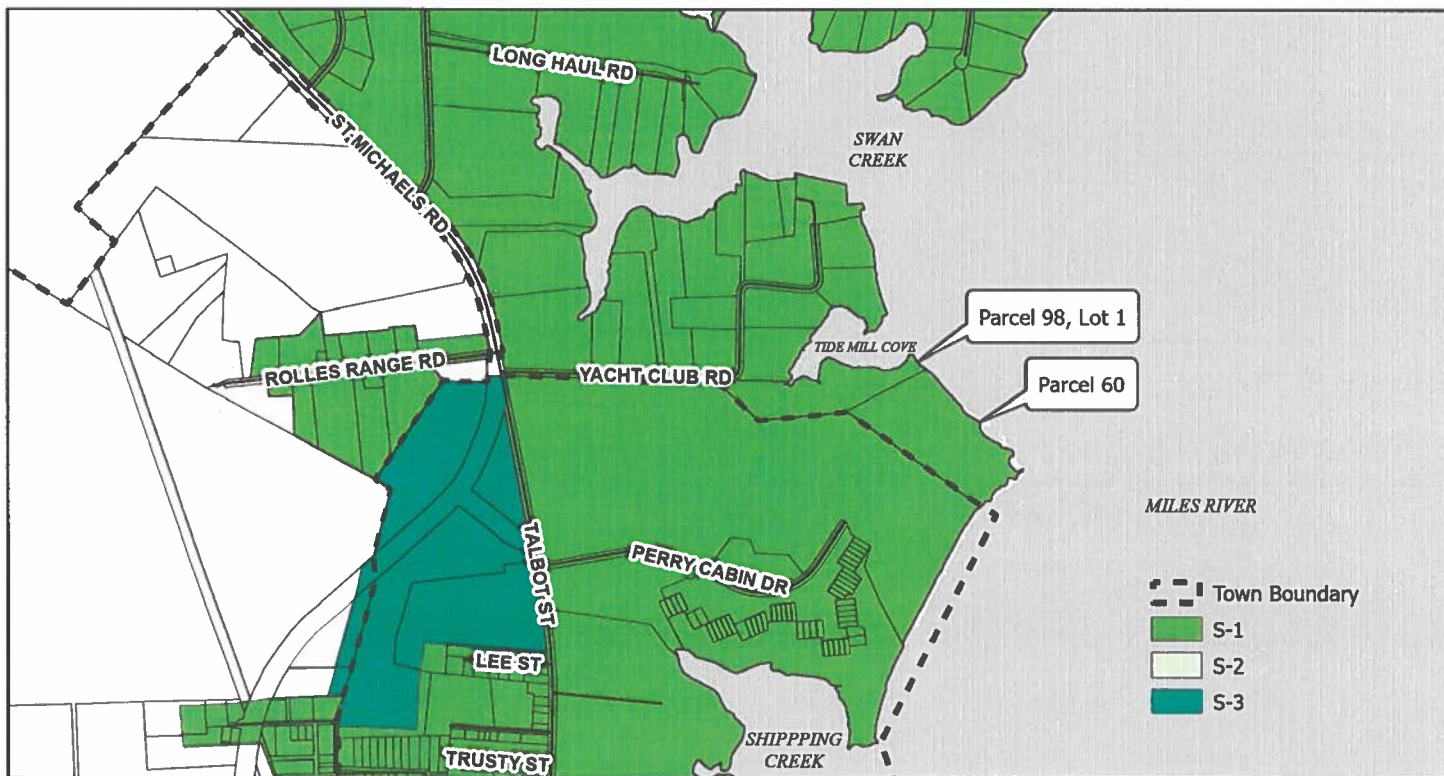 LONG HAUL RD
ST. MICHAELS RD
SWAN
CREEK
Parcel 98, Lot 1
TIDE MILL COVE
ROLLES RANGE RD
YACHT CLUB RD
Parcel 60
MILES RIVER
TALBOT ST
PERRY CABIN DR
Town Boundary
S-1
LEE ST
S-2
S-3
SHIPPPING
CREEK
TRUSTY ST